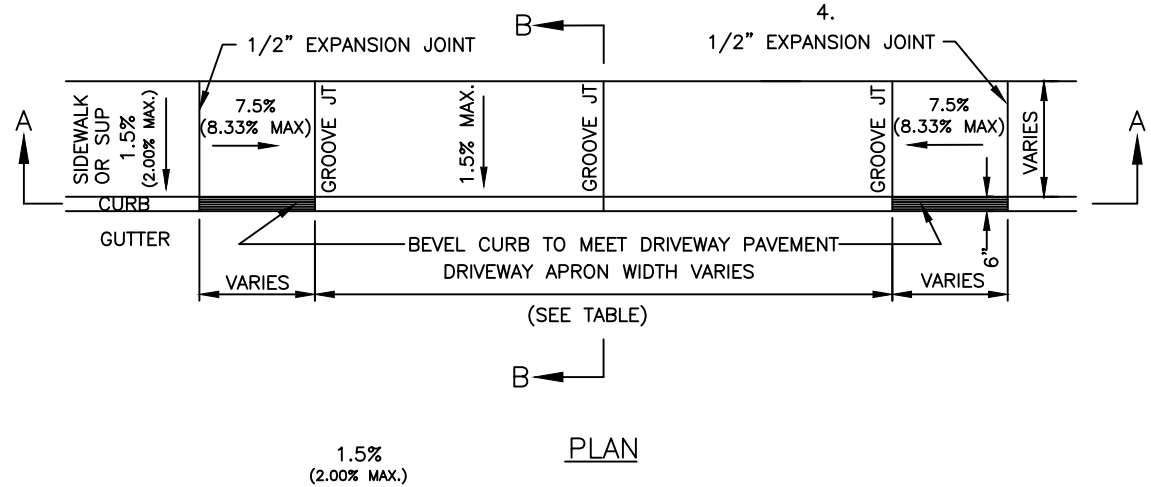 4.
B
1/2" EXPANSION JOINT
1/2" EXPANSION JOINT
A
SIDEWALK
OR SUP
1.5%
(2.00% MAX.)
7.5%
(8.33% MAX)
GROOVE JT
1.5% MAX.
GROOVE JT
GROOVE JT
7.5%
(8.33% MAX)
VARIES
A
CURB
GUTTER
BEVEL CURB TO MEET DRIVEWAY PAVEMENT
6"
VARIES
DRIVEWAY APRON WIDTH VARIES
VARIES
(SEE TABLE)
B
1.5%
(2.00% MAX.)
PLAN